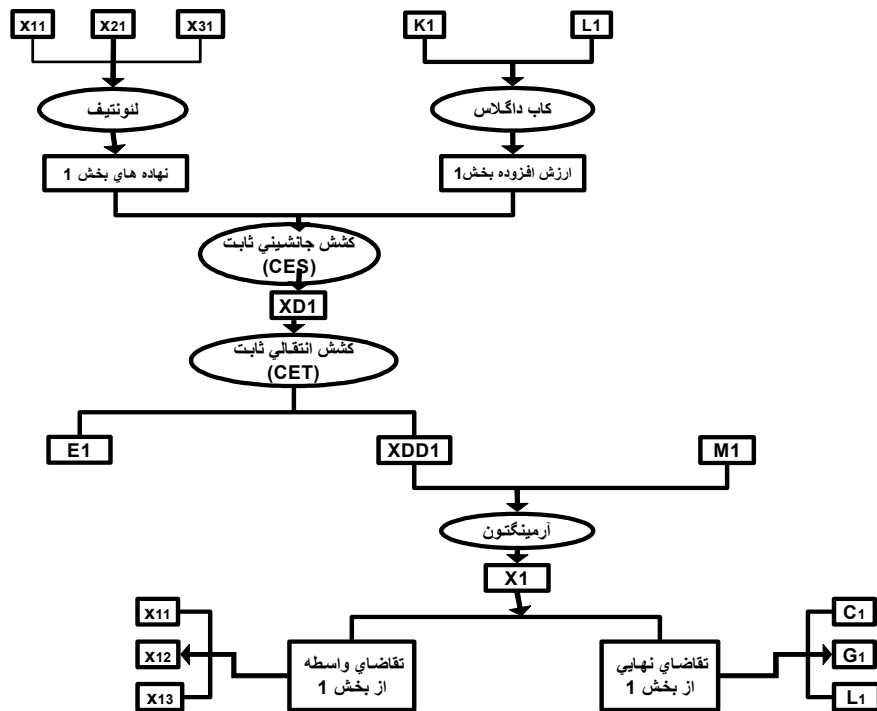 x11
x21
x31
K1
L1
لئونتيف
كاب داگلاس
نهاده هاي بخش 1
ارزش افزوده بخش1
كشش جانشيني ثابت
(CES)
XD1
كشش انتقالي ثابت
(CET)
E1
XDD1
M1
آرمينگتون
X1
x11
x12
x13
تقاضاي واسطه
از بخش 1
تقاضاي نهايي
از بخش 1
C1
G1
L1